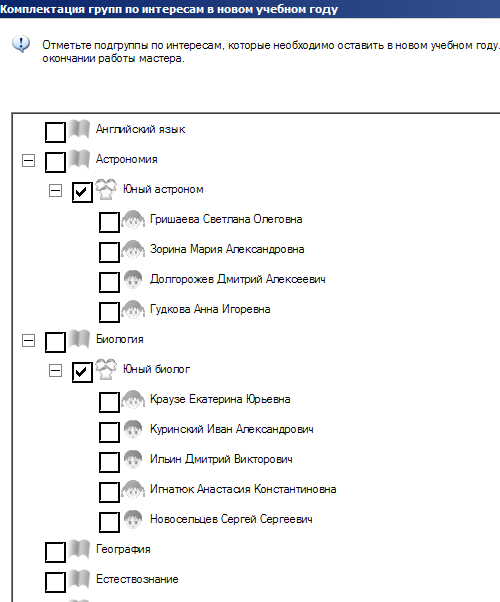 Комплектация групп по интересам в новом учебном году
Отметьте подгруппы по интересам, которые необходимо оставить в новом учебном году.
окончании работы мастера.
Английский язык
Астрономия
Юный астроном
Гришаева Светлана Олеговна
Зорина Мария Александровна
Долгорожев Дмитрий Алексеевич
Гудкова Анна Игоревна
Биология
Юный биолог
Краузе Екатерина Юрьевна
Куринский Иван Александрович
Ильин Дмитрий Викторович
Игнатюк Анастасия Константиновна
Новосельцев Сергей Сергеевич
География
Естествознание